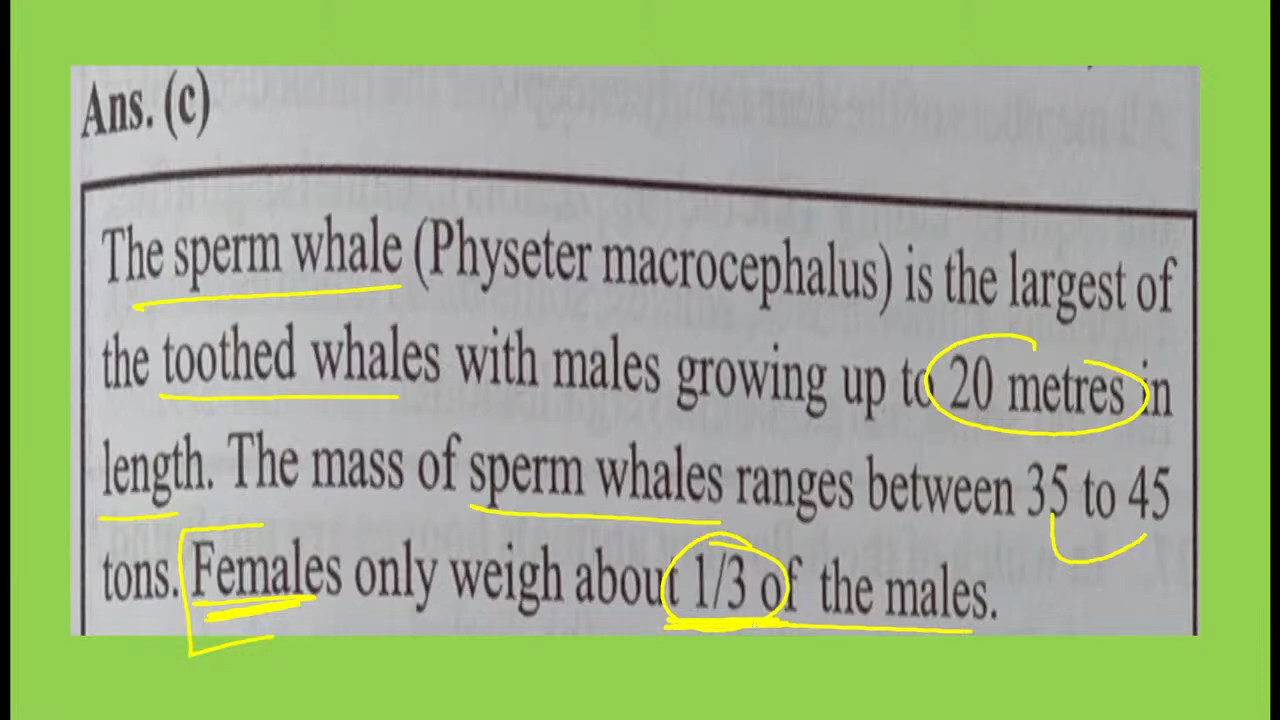 Ans. (c)
The sperm whale (Physeter macrocephalus) is the largest of
the toothed whales with males growing up to 20 metres in
length. The mass of sperm whales ranges between 35 to 45
tons. Females only weigh about 1/3 of the males.